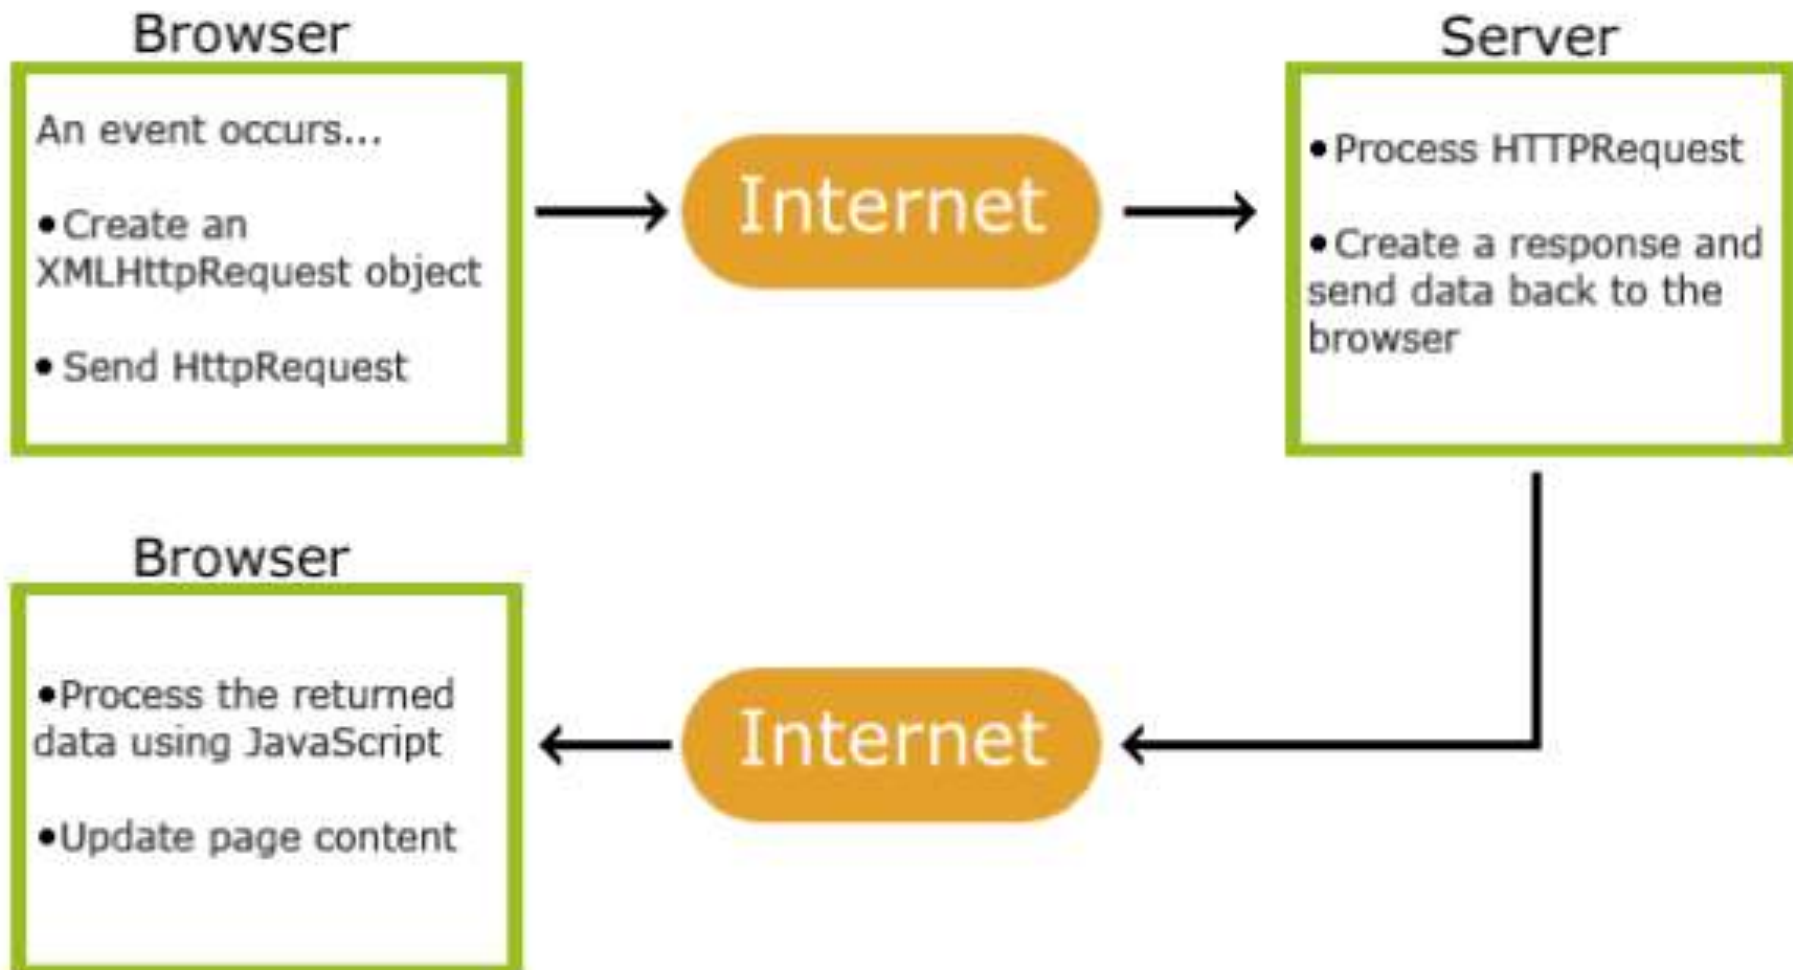 Browser
An event occurs...
•Create an
XMLHttpRequest object
• Send HttpRequest
Internet
Server
•Process HTTPRequest
• Create a response and
send data back to the
browser
Browser
•Process the returned
data using JavaScript
•Update page content
Internet